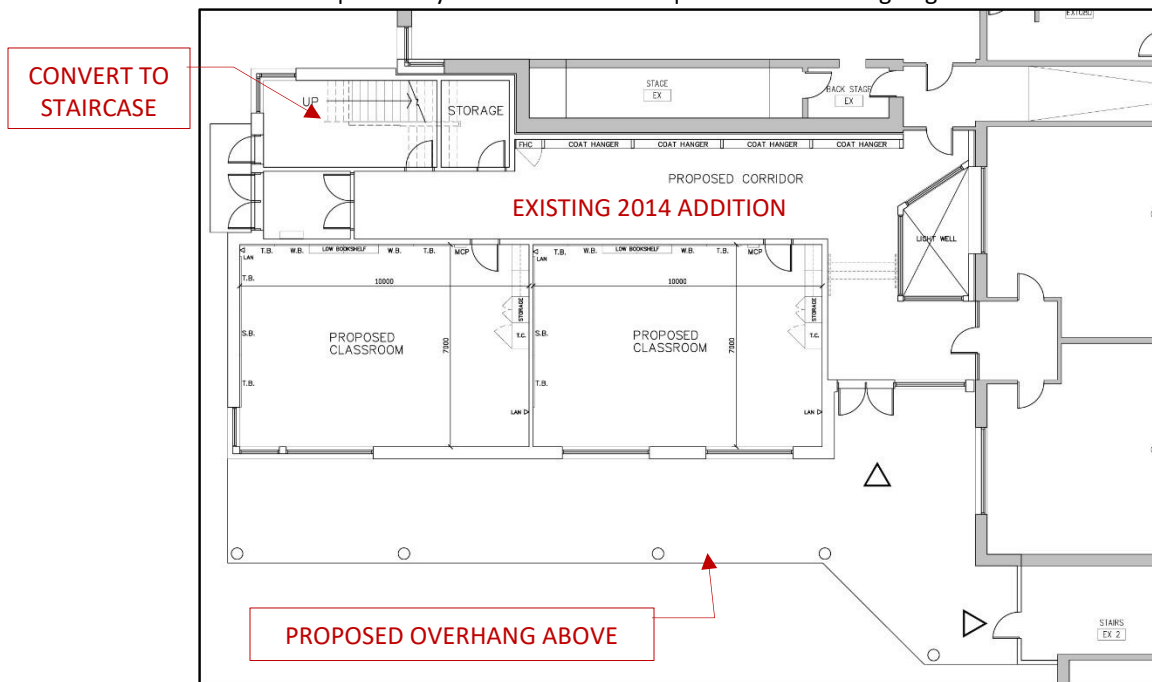 CONVERT TO
STAIRCASE
UP
STORAGE
STAGE
EX
BACK STAGE
EX
FHC COAT HANGER COAT HANGER COAT HANGER COAT HANGER
PROPOSED CORRIDOR
EXISTING 2014 ADDITION
LIGHT WELL
T.B. W.B. LOW BOOKSHELF W.B. T.B. MCP
LAN
T.B.
10000
STORAGE
S.B.
PROPOSED
CLASSROOM
7000
T.C.
T.B.
LAN
T.B. W.B. LOW BOOKSHELF W.B. T.B. MCP
LAN
T.B.
10000
STORAGE
S.B.
PROPOSED
CLASSROOM
7000
T.C.
T.B.
LAN
PROPOSED OVERHANG ABOVE
STAIRS
EX 2